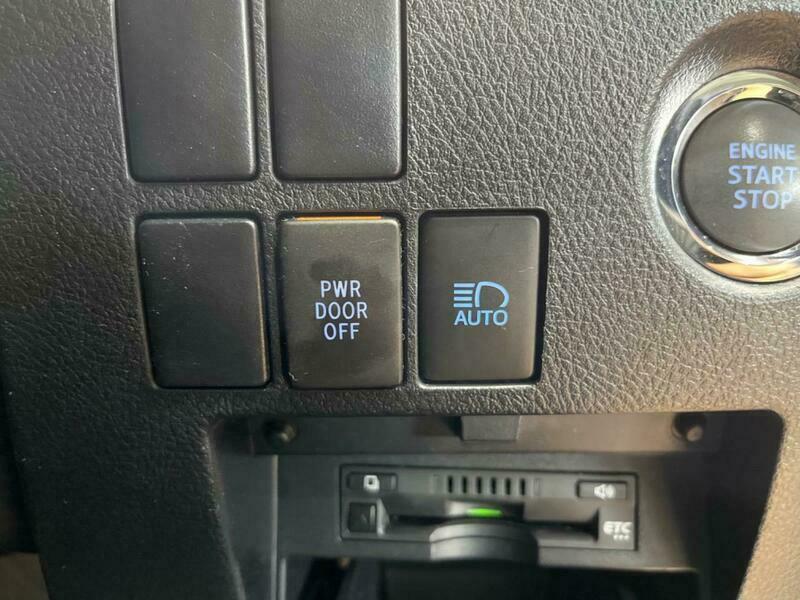 ENGINE
START
STOP
PWR
DOOR
OFF
AUTO
ETC